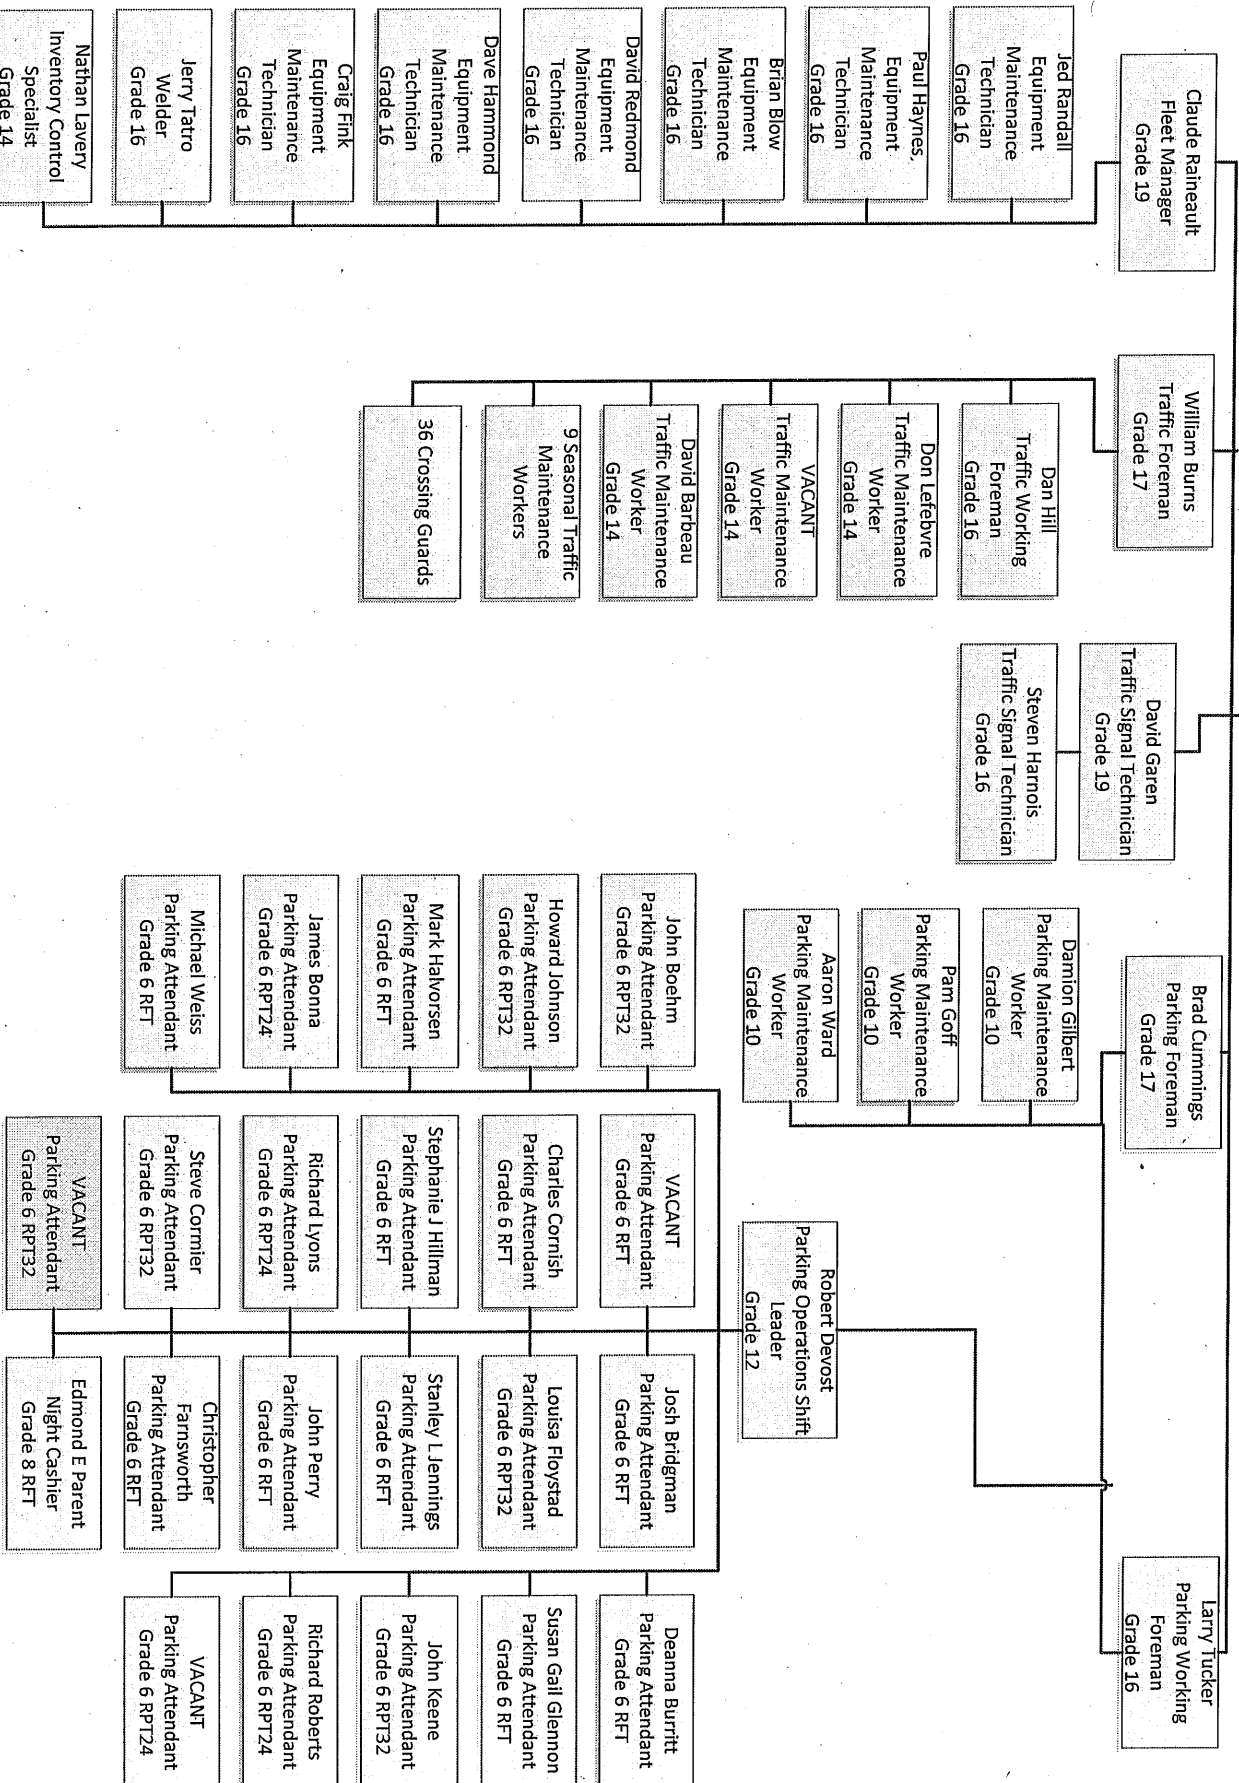 Claude Raineault
Fleet Manager
Grade 19
Jed Randall
Equipment
Maintenance
Technician
Grade 16
Paul Haynes,
Equipment
Maintenance
Technician
Grade 16
Brian Blow
Equipment
Maintenance
Technician
Grade 16
David Redmond
Equipment
Maintenance
Technician
Grade 16
Dave Hammond
Equipment
Maintenance
Technician
Grade 16
Craig Fink
Equipment
Maintenance
Technician
Grade 16
Jerry Tatro
Welder
Grade 16
Nathan Lavery
Inventory Control
Specialist
Grade 14
William Burns
Traffic Foreman
Grade 17
Dan Hill
Traffic Working
Foreman
Grade 16
Don Lefebvre
Traffic Maintenance
Worker
Grade 14
VACANT
Traffic Maintenance
Worker
Grade 14
David Barbeau
Traffic Maintenance
Worker
Grade 14
9 Seasonal Traffic
Maintenance
Workers
36 Crossing Guards
David Garen
Traffic Signal Technician
Grade 19
Steven Harnois
Traffic Signal Technician
Grade 16
Brad Cummings
Parking Foreman
Grade 17
Damion Gilbert
Parking Maintenance
Worker
Grade 10
Pam Goff
Parking Maintenance
Worker
Grade 10
Aaron Ward
Parking Maintenance
Worker
Grade 10
Larry Tucker
Parking Working
Foreman
Grade 16
Robert Devost
Parking Operations Shift
Leader
Grade 12
John Boehm
Parking Attendant
Grade 6 RPT32
Howard Johnson
Parking Attendant
Grade 6 RPT32
Mark Halvorsen
Parking Attendant
Grade 6 RFT
James Bonna
Parking Attendant
Grade 6 RPT24
Michael Weiss
Parking Attendant
Grade 6 RFT
VACANT
Parking Attendant
Grade 6 RFT
Charles Cornish
Parking Attendant
Grade 6 RFT
Stephanie J Hillman
Parking Attendant
Grade 6 RFT
Richard Lyons
Parking Attendant
Grade 6 RPT24
Steve Cormier
Parking Attendant
Grade 6 RPT32
VACANT
Parking Attendant
Grade 6 RPT32
Josh Bridgman
Parking Attendant
Grade 6 RFT
Louisa Floystad
Parking Attendant
Grade 6 RPT32
Stanley L Jennings
Parking Attendant
Grade 6 RFT
John Perry
Parking Attendant
Grade 6 RFT
Christopher
Farnsworth
Parking Attendant
Grade 6 RFT
Edmond E Parent
Night Cashier
Grade 8 RFT
Deanna Burritt
Parking Attendant
Grade 6 RFT
Susan Gail Glennon
Parking Attendant
Grade 6 RFT
John Keene
Parking Attendant
Grade 6 RPT32
Richard Roberts
Parking Attendant
Grade 6 RPT24
VACANT
Parking Attendant
Grade 6 RPT24